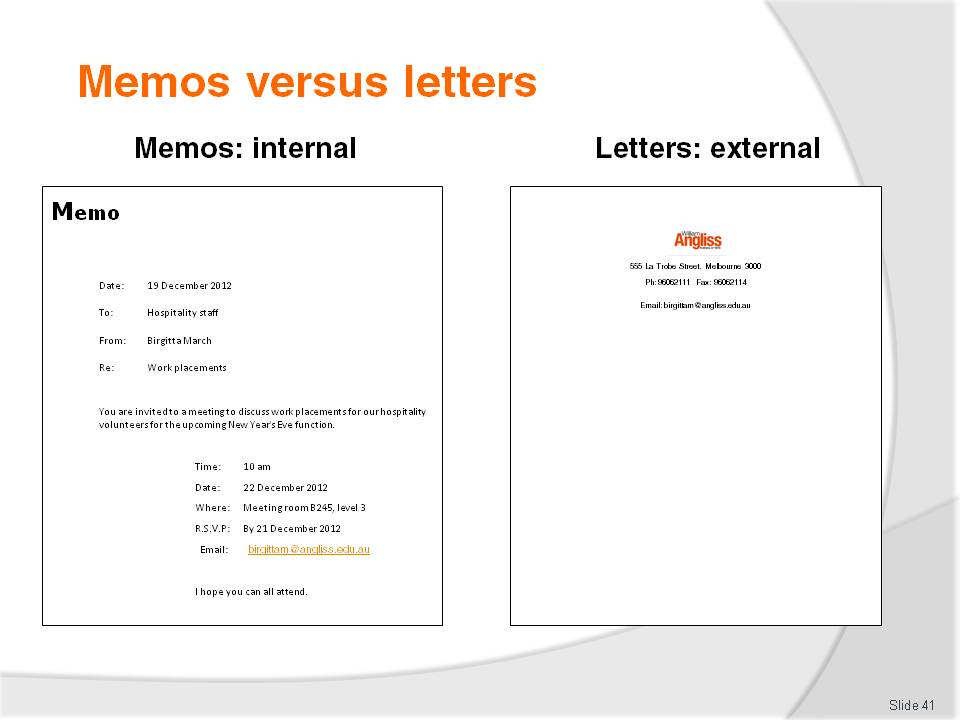 Memos versus letters
Memos: internal
Memo
Date: 19 December 2012
To: Hospitality staff
From: Birgitta March
Re: Work placements
You are invited to a meeting to discuss work placements for our hospitality
volunteers for the upcoming New Year's Eve function.
Time: 10 am
Date: 22 December 2012
Where: Meeting room B245, level 3
R.S.V.P: By 21 December 2012
Email: birgittam@angliss.edu.au
I hope you can all attend.
Letters: external
William
Angliss
555 La Trobe Street, Melbourne 3000
Ph: 96062111 Fax: 96062114
Email: birgittam@angliss.edu.au
Slide 41